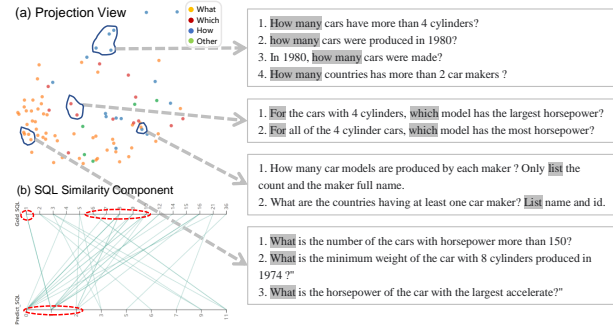 (a) Projection View
What
Which
How
Other
1. How many cars have more than 4 cylinders?
2. how many cars were produced in 1980?
3. In 1980, how many cars were made?
4. How many countries has more than 2 car makers ?
1. For the cars with 4 cylinders, which model has the largest horsepower?
2. For all of the 4 cylinder cars, which model has the most horsepower?
1. How many car models are produced by each maker ? Only list the
count and the maker full name.
2. What are the countries having at least one car maker? List name and id.
1. What is the number of the cars with horsepower more than 150?
2. What is the minimum weight of the car with 8 cylinders produced in
1974 ?"
3. What is the horsepower of the car with the largest accelerate?"
(b) SQL Similarity Component
Gold SQL
Predict SQL